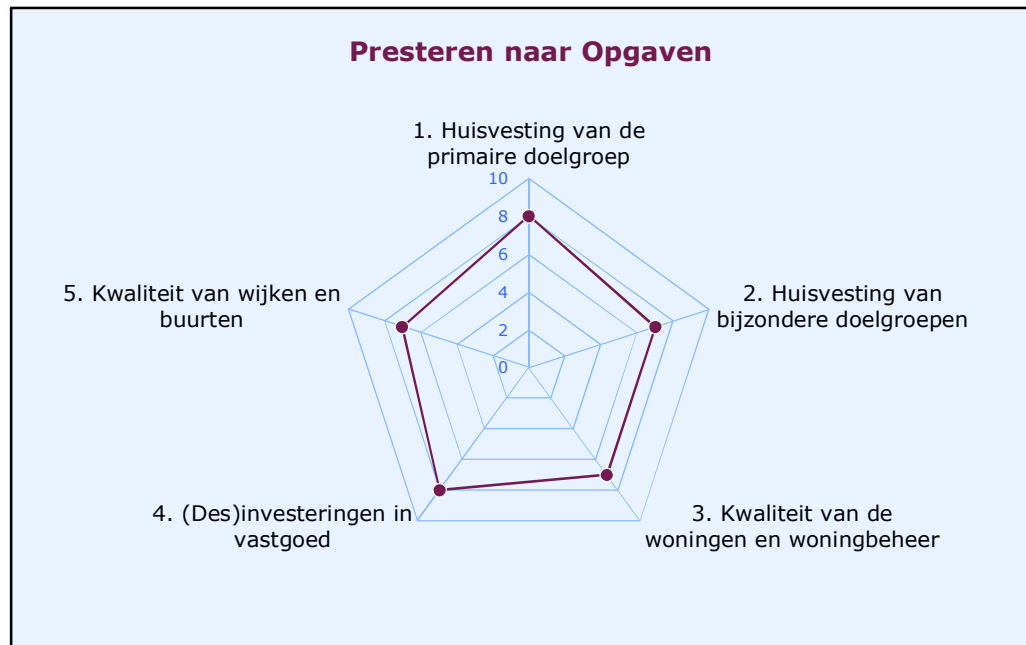 Presteren naar Opgaven
1. Huisvesting van de
primaire doelgroep
10
8
6
4
2
0
5. Kwaliteit van wijken en
buurten
2. Huisvesting van
bijzondere doelgroepen
4. (Des)investeringen in
vastgoed
3. Kwaliteit van de
woningen en woningbeheer